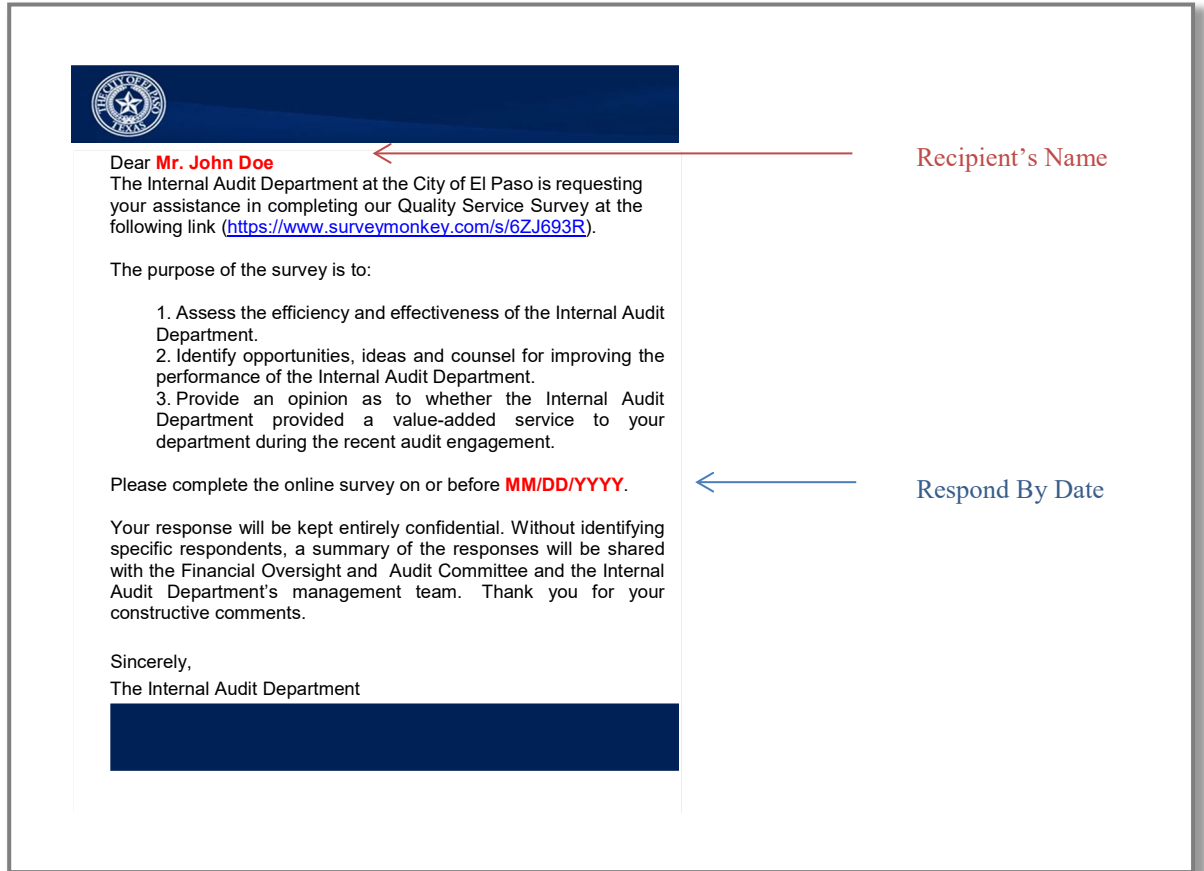 THE CITY OF EL PASO
TEXAS
Dear Mr. John Doe
Recipient’s Name
The Internal Audit Department at the City of El Paso is requesting
your assistance in completing our Quality Service Survey at the
following link (https://www.surveymonkey.com/s/6ZJ693R).
The purpose of the survey is to:
1. Assess the efficiency and effectiveness of the Internal Audit
Department.
2. Identify opportunities, ideas and counsel for improving the
performance of the Internal Audit Department.
3. Provide an opinion as to whether the Internal Audit
Department provided a value-added service to your
department during the recent audit engagement.
Please complete the online survey on or before MM/DD/YYYY.
Respond By Date
Your response will be kept entirely confidential. Without identifying
specific respondents, a summary of the responses will be shared
with the Financial Oversight and  Audit Committee and the Internal
Audit Department’s management team.  Thank you for your
constructive comments.
Sincerely,
The Internal Audit Department